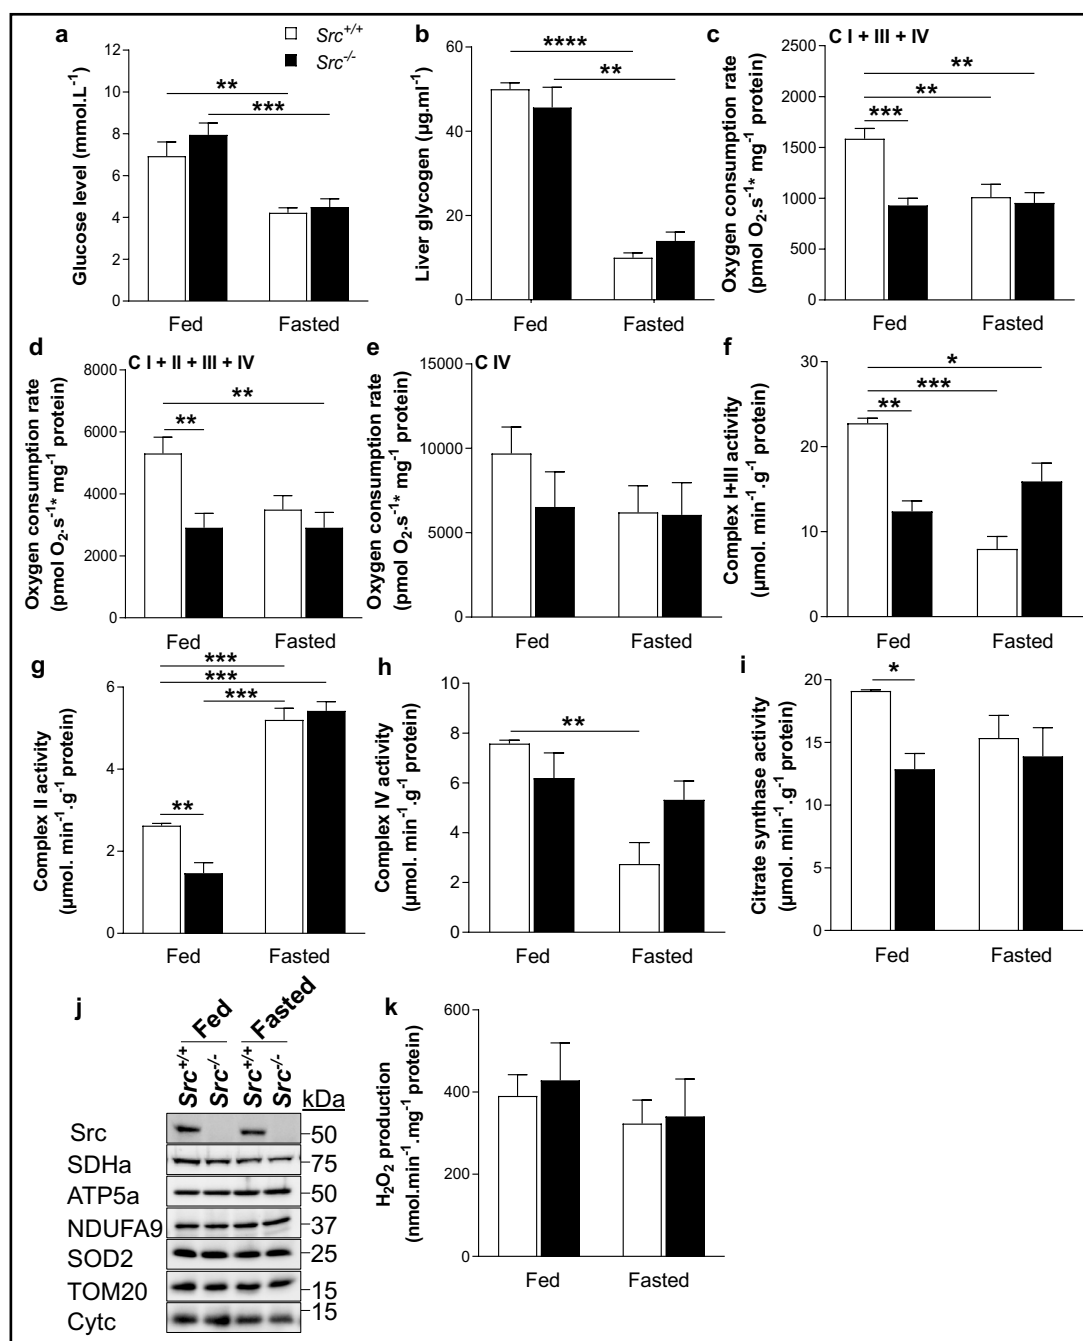 a
Src+/+
Src-/-
Glucose level (mmol.L-1)
12
10
8
6
4
2
0
**
***
Fed
Fasted
b
Liver glycogen (µg.ml-1)
60
40
20
0
****
**
Fed
Fasted
c
C I + III + IV
Oxygen consumption rate
(pmol O2.s-1* mg-1 protein)
2500
2000
1500
1000
500
0
**
**
***
Fed
Fasted
d
C I + II + III + IV
Oxygen consumption rate
(pmol O2.s-1* mg-1 protein)
8000
6000
4000
2000
0
**
**
Fed
Fasted
e
C IV
Oxygen consumption rate
(pmol O2.s-1* mg-1 protein)
15000
10000
5000
0
Fed
Fasted
f
Complex I+III activity
(µmol. min-1.g-1 protein)
30
20
10
0
*
***
**
Fed
Fasted
g
Complex II activity
(µmol. min-1.g-1 protein)
6
4
2
0
***
***
***
**
Fed
Fasted
h
Complex IV activity
(µmol. min-1.g-1 protein)
10
8
6
4
2
0
**
Fed
Fasted
i
Citrate synthase activity
(µmol. min-1.g-1 protein)
20
15
10
5
0
*
Fed
Fasted
j
Fed
Fasted
Src+/+
Src-/-
Src+/+
Src-/-
kDa
Src
50
SDHa
75
ATP5a
50
NDUFA9
37
SOD2
25
TOM20
15
15
Cytc
k
H2O2 production
(nmol.min-1.mg-1 protein)
600
400
200
0
Fed
Fasted